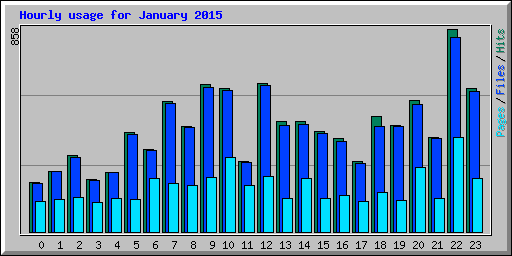 Hourly usage for January 2015
858
Pages/Files/Hits
0 1 2 3 4 5 6 7 8 9 10 11 12 13 14 15 16 17 18 19 20 21 22 23